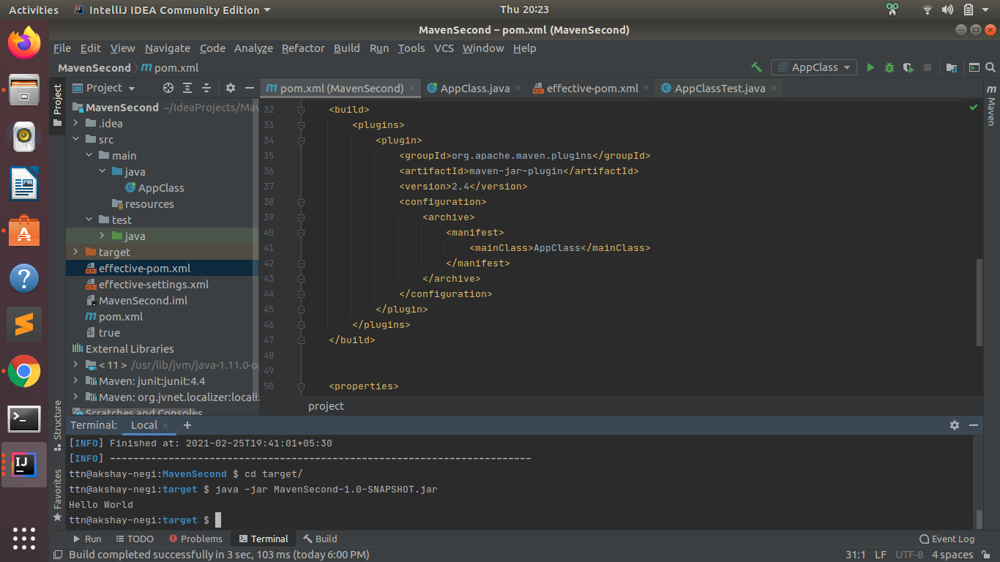 Activities IntelliJ IDEA Community Edition Thu 20:23
MavenSecond – pom.xml (MavenSecond)
File Edit View Navigate Code Analyze Refactor Build Run Tools VCS Window Help
MavenSecond pom.xml AppClass
Project
Structure
Favorites
Maven
Project
MavenSecond ~/IdeaProjects/Mav
.idea
src
main
java
AppClass
resources
test
java
target
effective-pom.xml
effective-settings.xml
MavenSecond.iml
pom.xml
true
External Libraries
< 11 > /usr/lib/jvm/java-1.11.0-o
Maven: junit:junit:4.4
Maven: org.jvnet.localizer:localiz
Scratches and Consoles
pom.xml (MavenSecond) AppClass.java effective-pom.xml AppClassTest.java
32 <build>
33 <plugins>
34 <plugin>
35 <groupId>org.apache.maven.plugins</groupId>
36 <artifactId>maven-jar-plugin</artifactId>
37 <version>2.4</version>
38 <configuration>
39 <archive>
40 <manifest>
41 <mainClass>AppClass</mainClass>
42 </manifest>
43 </archive>
44 </configuration>
45 </plugin>
46 </plugins>
47 </build>
48
49
50 <properties>
project
Terminal: Local
[INFO] Finished at: 2021-02-25T19:41:01+05:30
[INFO] ------------------------------------------------------------------------
ttn@akshay-negi:MavenSecond $ cd target/
ttn@akshay-negi:target $ java -jar MavenSecond-1.0-SNAPSHOT.jar
Hello World
ttn@akshay-negi:target $
Run TODO Problems Terminal Build Event Log
Build completed successfully in 3 sec, 103 ms (today 6:00 PM) 31:1 LF UTF-8 4 spaces